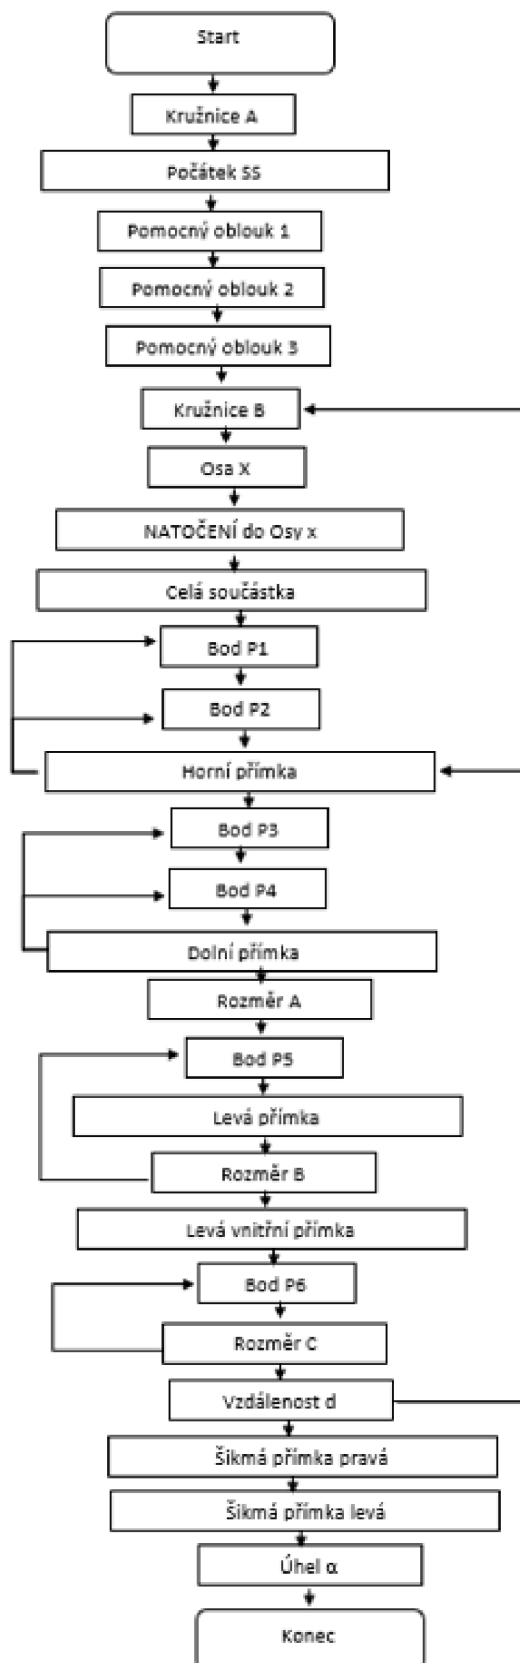 Start
Kružnice A
Počátek SS
Pomocný oblouk 1
Pomocný oblouk 2
Pomocný oblouk 3
Kružnice B
Osa X
NATOČENÍ do Osy x
Celá součástka
Bod P1
Bod P2
Horní přímka
Bod P3
Bod P4
Dolní přímka
Rozměr A
Bod P5
Levá přímka
Rozměr B
Levá vnitřní přímka
Bod P6
Rozměr C
Vzdálenost d
Šikmá přímka pravá
Šikmá přímka levá
Úhel α
Konec